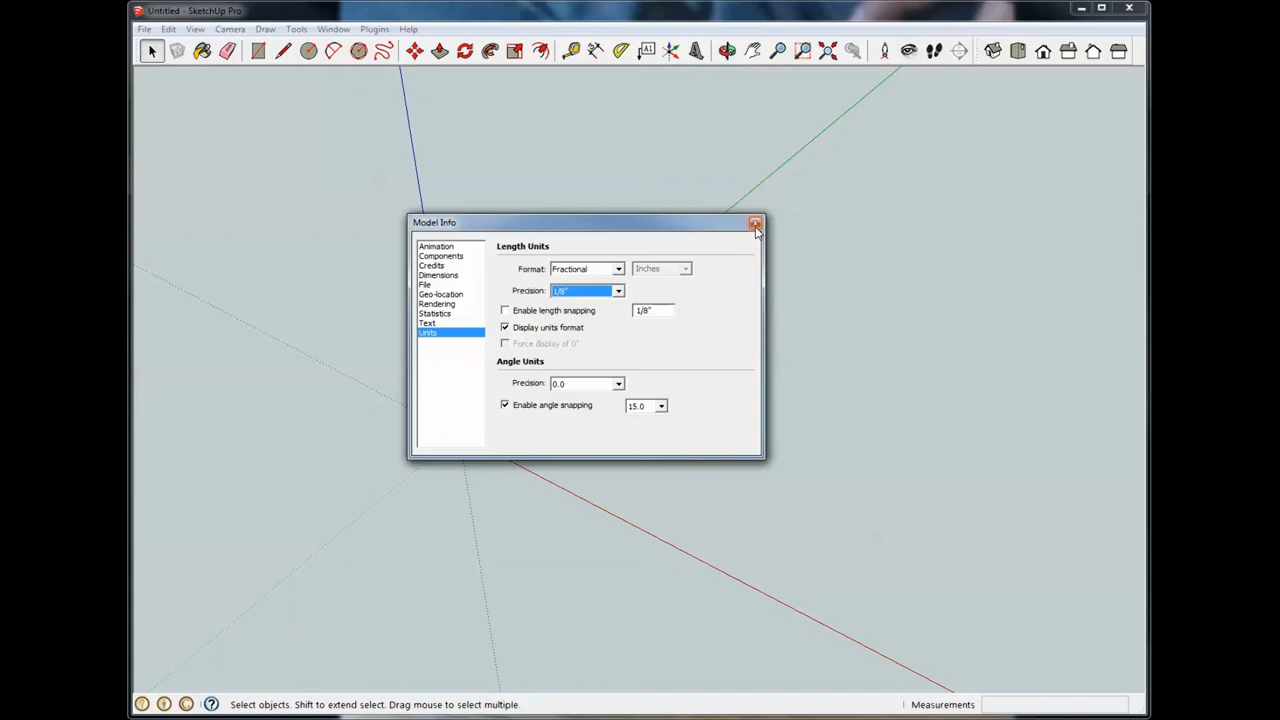 Untitled - SketchUp Pro
File Edit View Camera Draw Tools Window Plugins Help
A1
Model Info
Animation
Components
Credits
Dimensions
File
Geo-location
Rendering
Statistics
Text
Units
Length Units
Format: Fractional Inches
Precision: 1/8"
Enable length snapping 1/8"
Display units format
Force display of 0"
Angle Units
Precision: 0.0
Enable angle snapping 15.0
Select objects. Shift to extend select. Drag mouse to select multiple.
Measurements